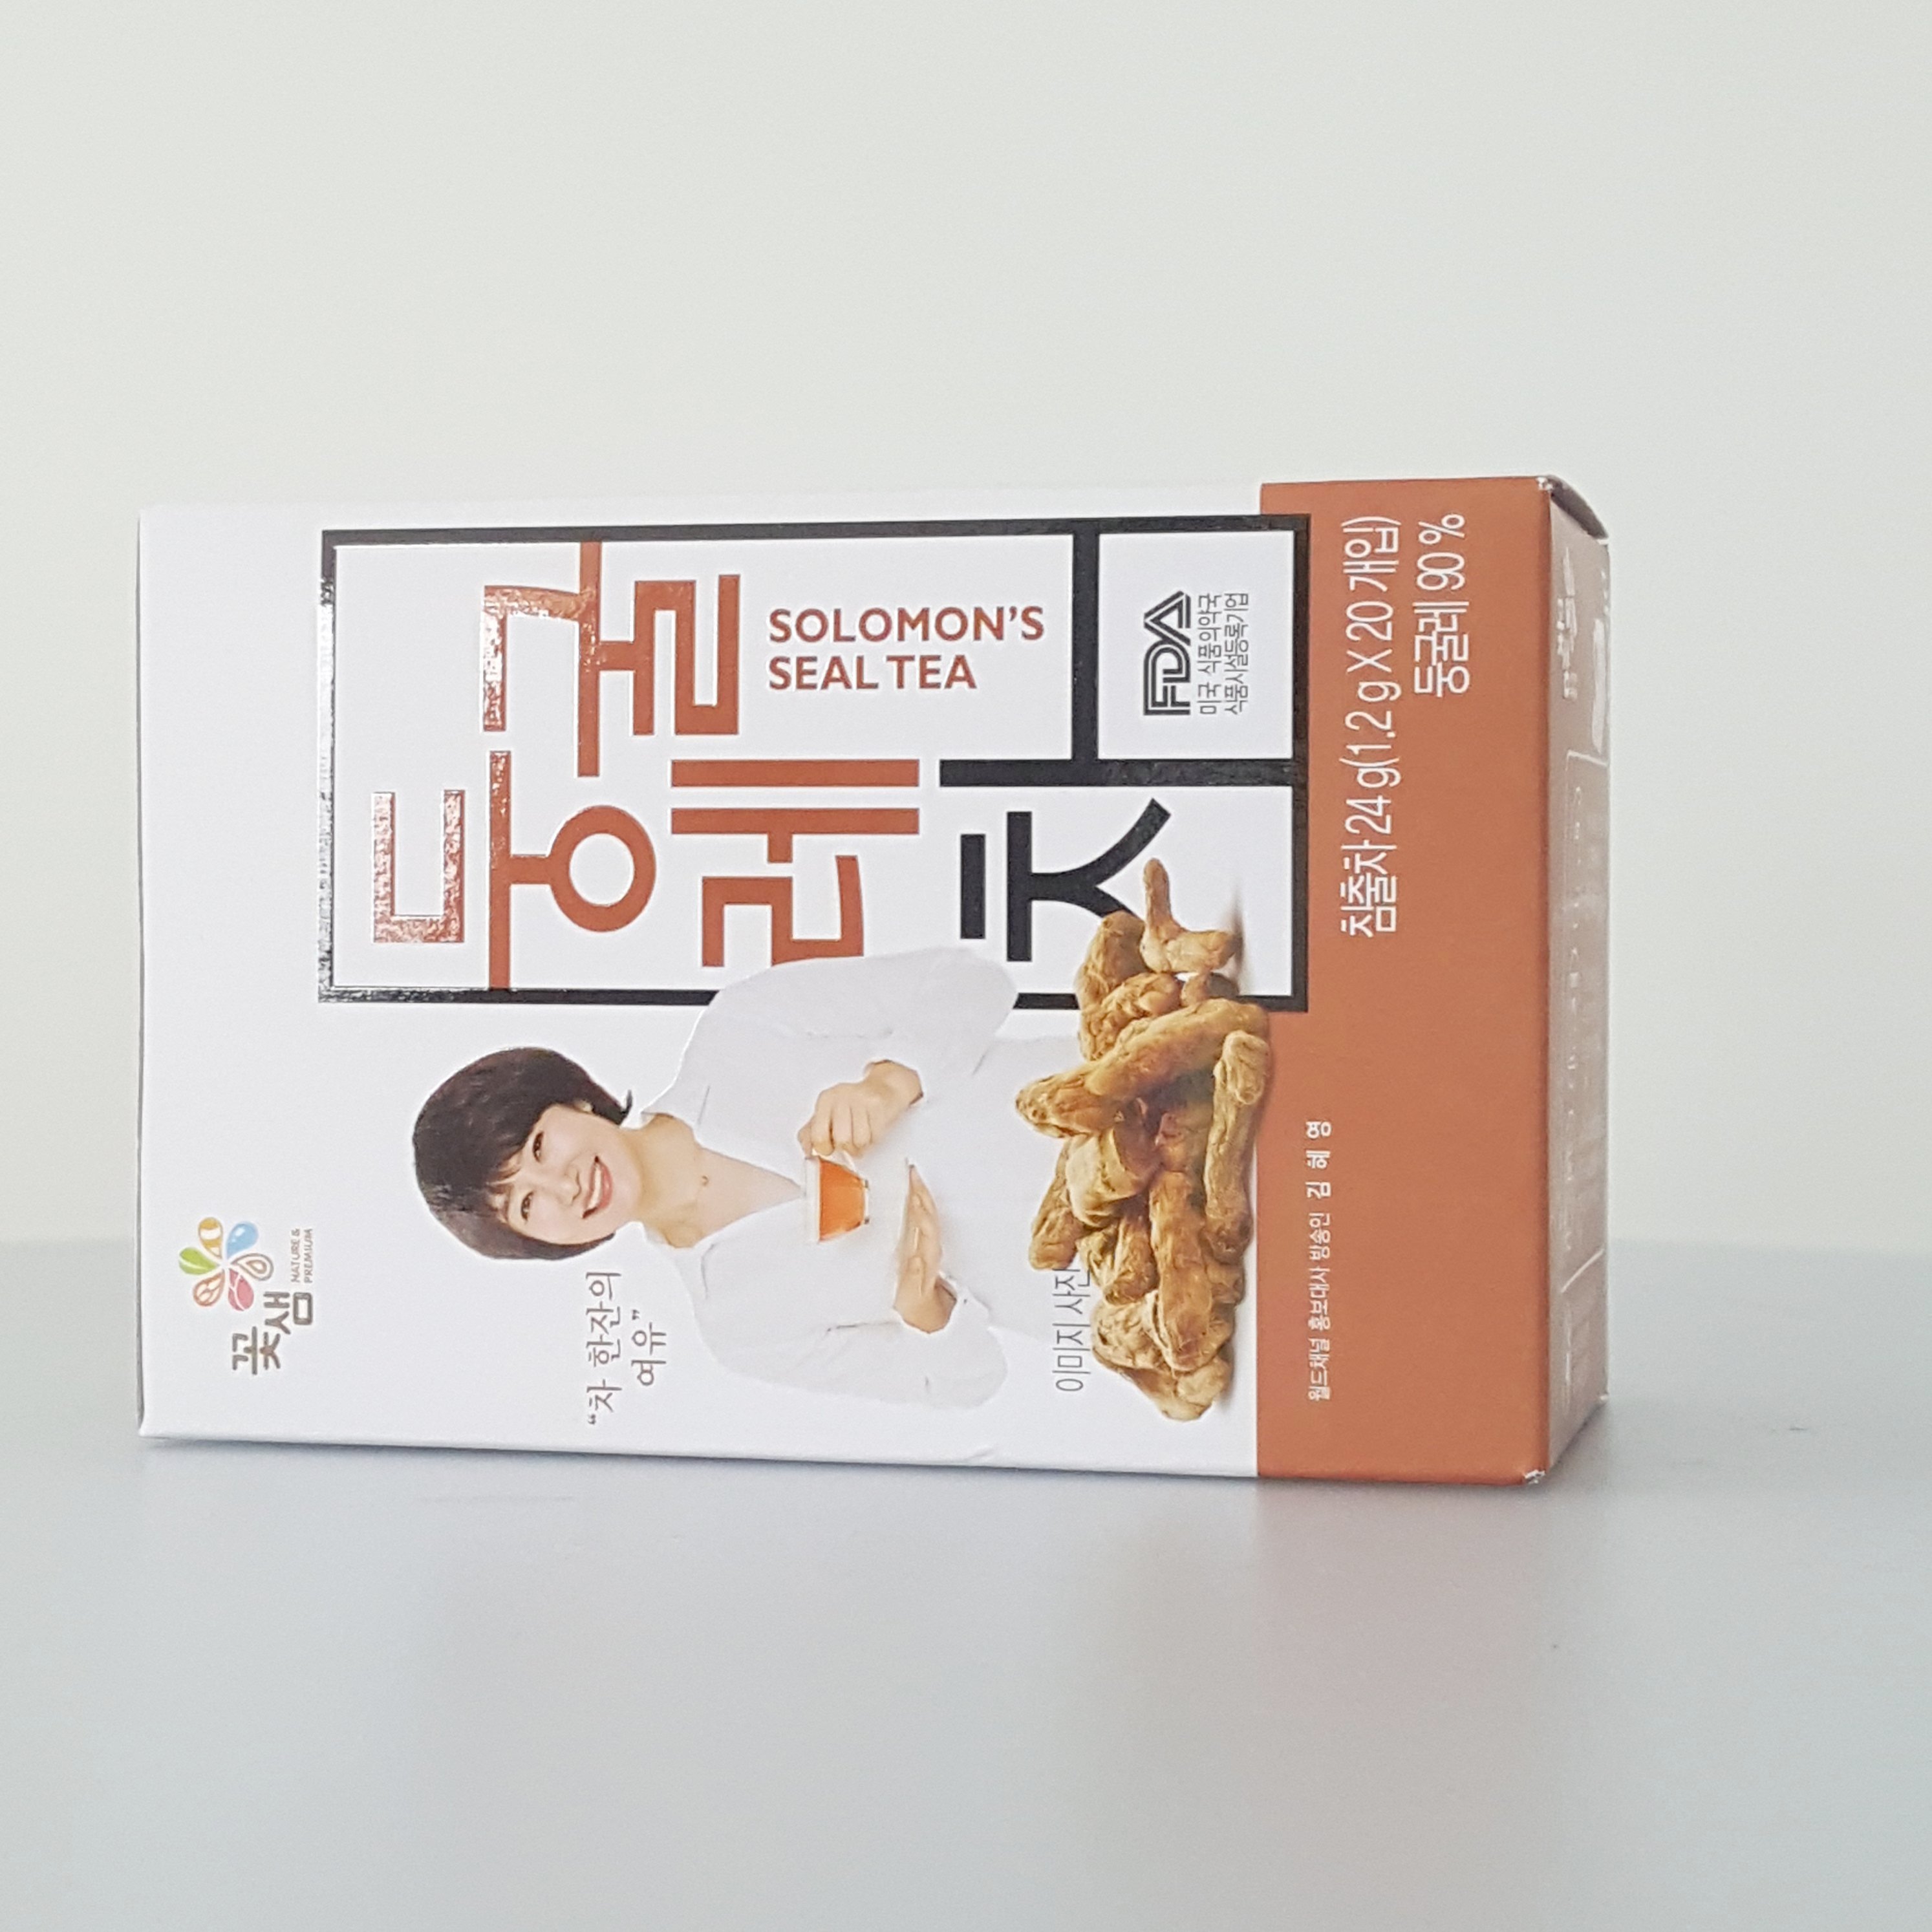 꽃샘
NATURE &
PREMIUM
둥굴레차
SOLOMON'S
SEAL TEA
FDA
미국 식품의약국
식품시설등록기업
"차 한잔의
여유"
이미지 사진
월드채널 홍보대사 방송인 김혜영
침출차 24 g(1.2 g X 20개입)
둥굴레 90 %